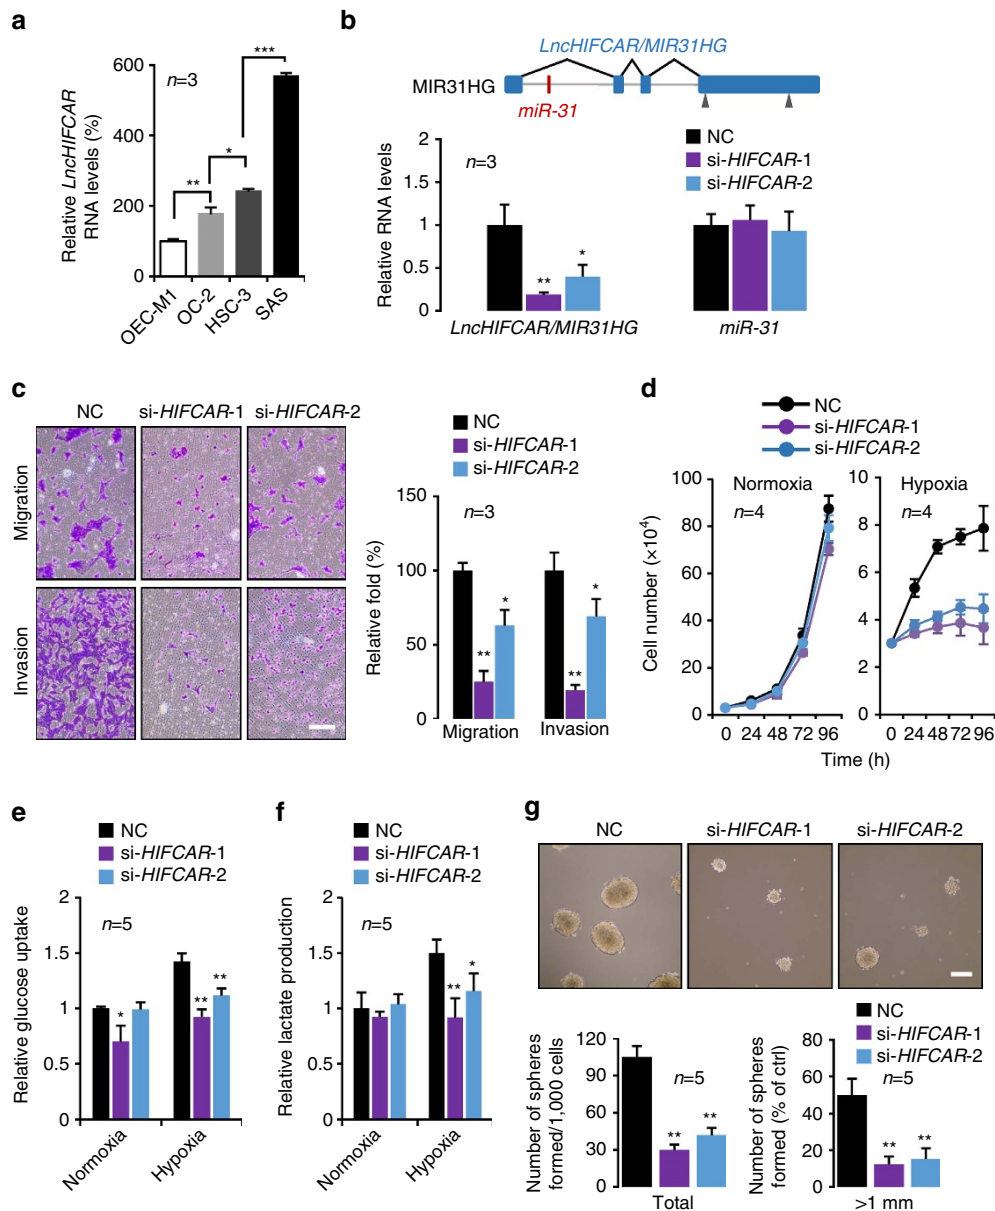 a
Relative LncHIFCAR
RNA levels (%)
600
400
200
0
n=3
**
*
***
OEC-M1
OC-2
HSC-3
SAS
b
LncHIFCAR/MIR31HG
MIR31HG
miR-31
NC
si-HIFCAR-1
si-HIFCAR-2
Relative RNA levels
2
1.5
1
0.5
0
n=3
**
*
LncHIFCAR/MIR31HG
miR-31
c
NC
si-HIFCAR-1
si-HIFCAR-2
Migration
Invasion
NC
si-HIFCAR-1
si-HIFCAR-2
Relative fold (%)
150
100
50
0
n=3
**
*
**
*
Migration
Invasion
d
NC
si-HIFCAR-1
si-HIFCAR-2
Cell number (×10⁴)
100
80
60
40
20
0
Normoxia
n=4
0 24 48 72 96
10
8
6
4
2
0
Hypoxia
n=4
0 24 48 72 96
Time (h)
e
NC
si-HIFCAR-1
si-HIFCAR-2
Relative glucose uptake
2
1.5
1
0.5
0
n=5
*
**
**
Normoxia
Hypoxia
f
NC
si-HIFCAR-1
si-HIFCAR-2
Relative lactate production
2
1.5
1
0.5
0
n=5
**
*
Normoxia
Hypoxia
g
NC
si-HIFCAR-1
si-HIFCAR-2
NC
si-HIFCAR-1
si-HIFCAR-2
Number of spheres
formed/1,000 cells
120
90
60
30
0
n=5
**
**
Total
Number of spheres
formed (% of ctrl)
80
60
40
20
0
n=5
**
**
>1 mm